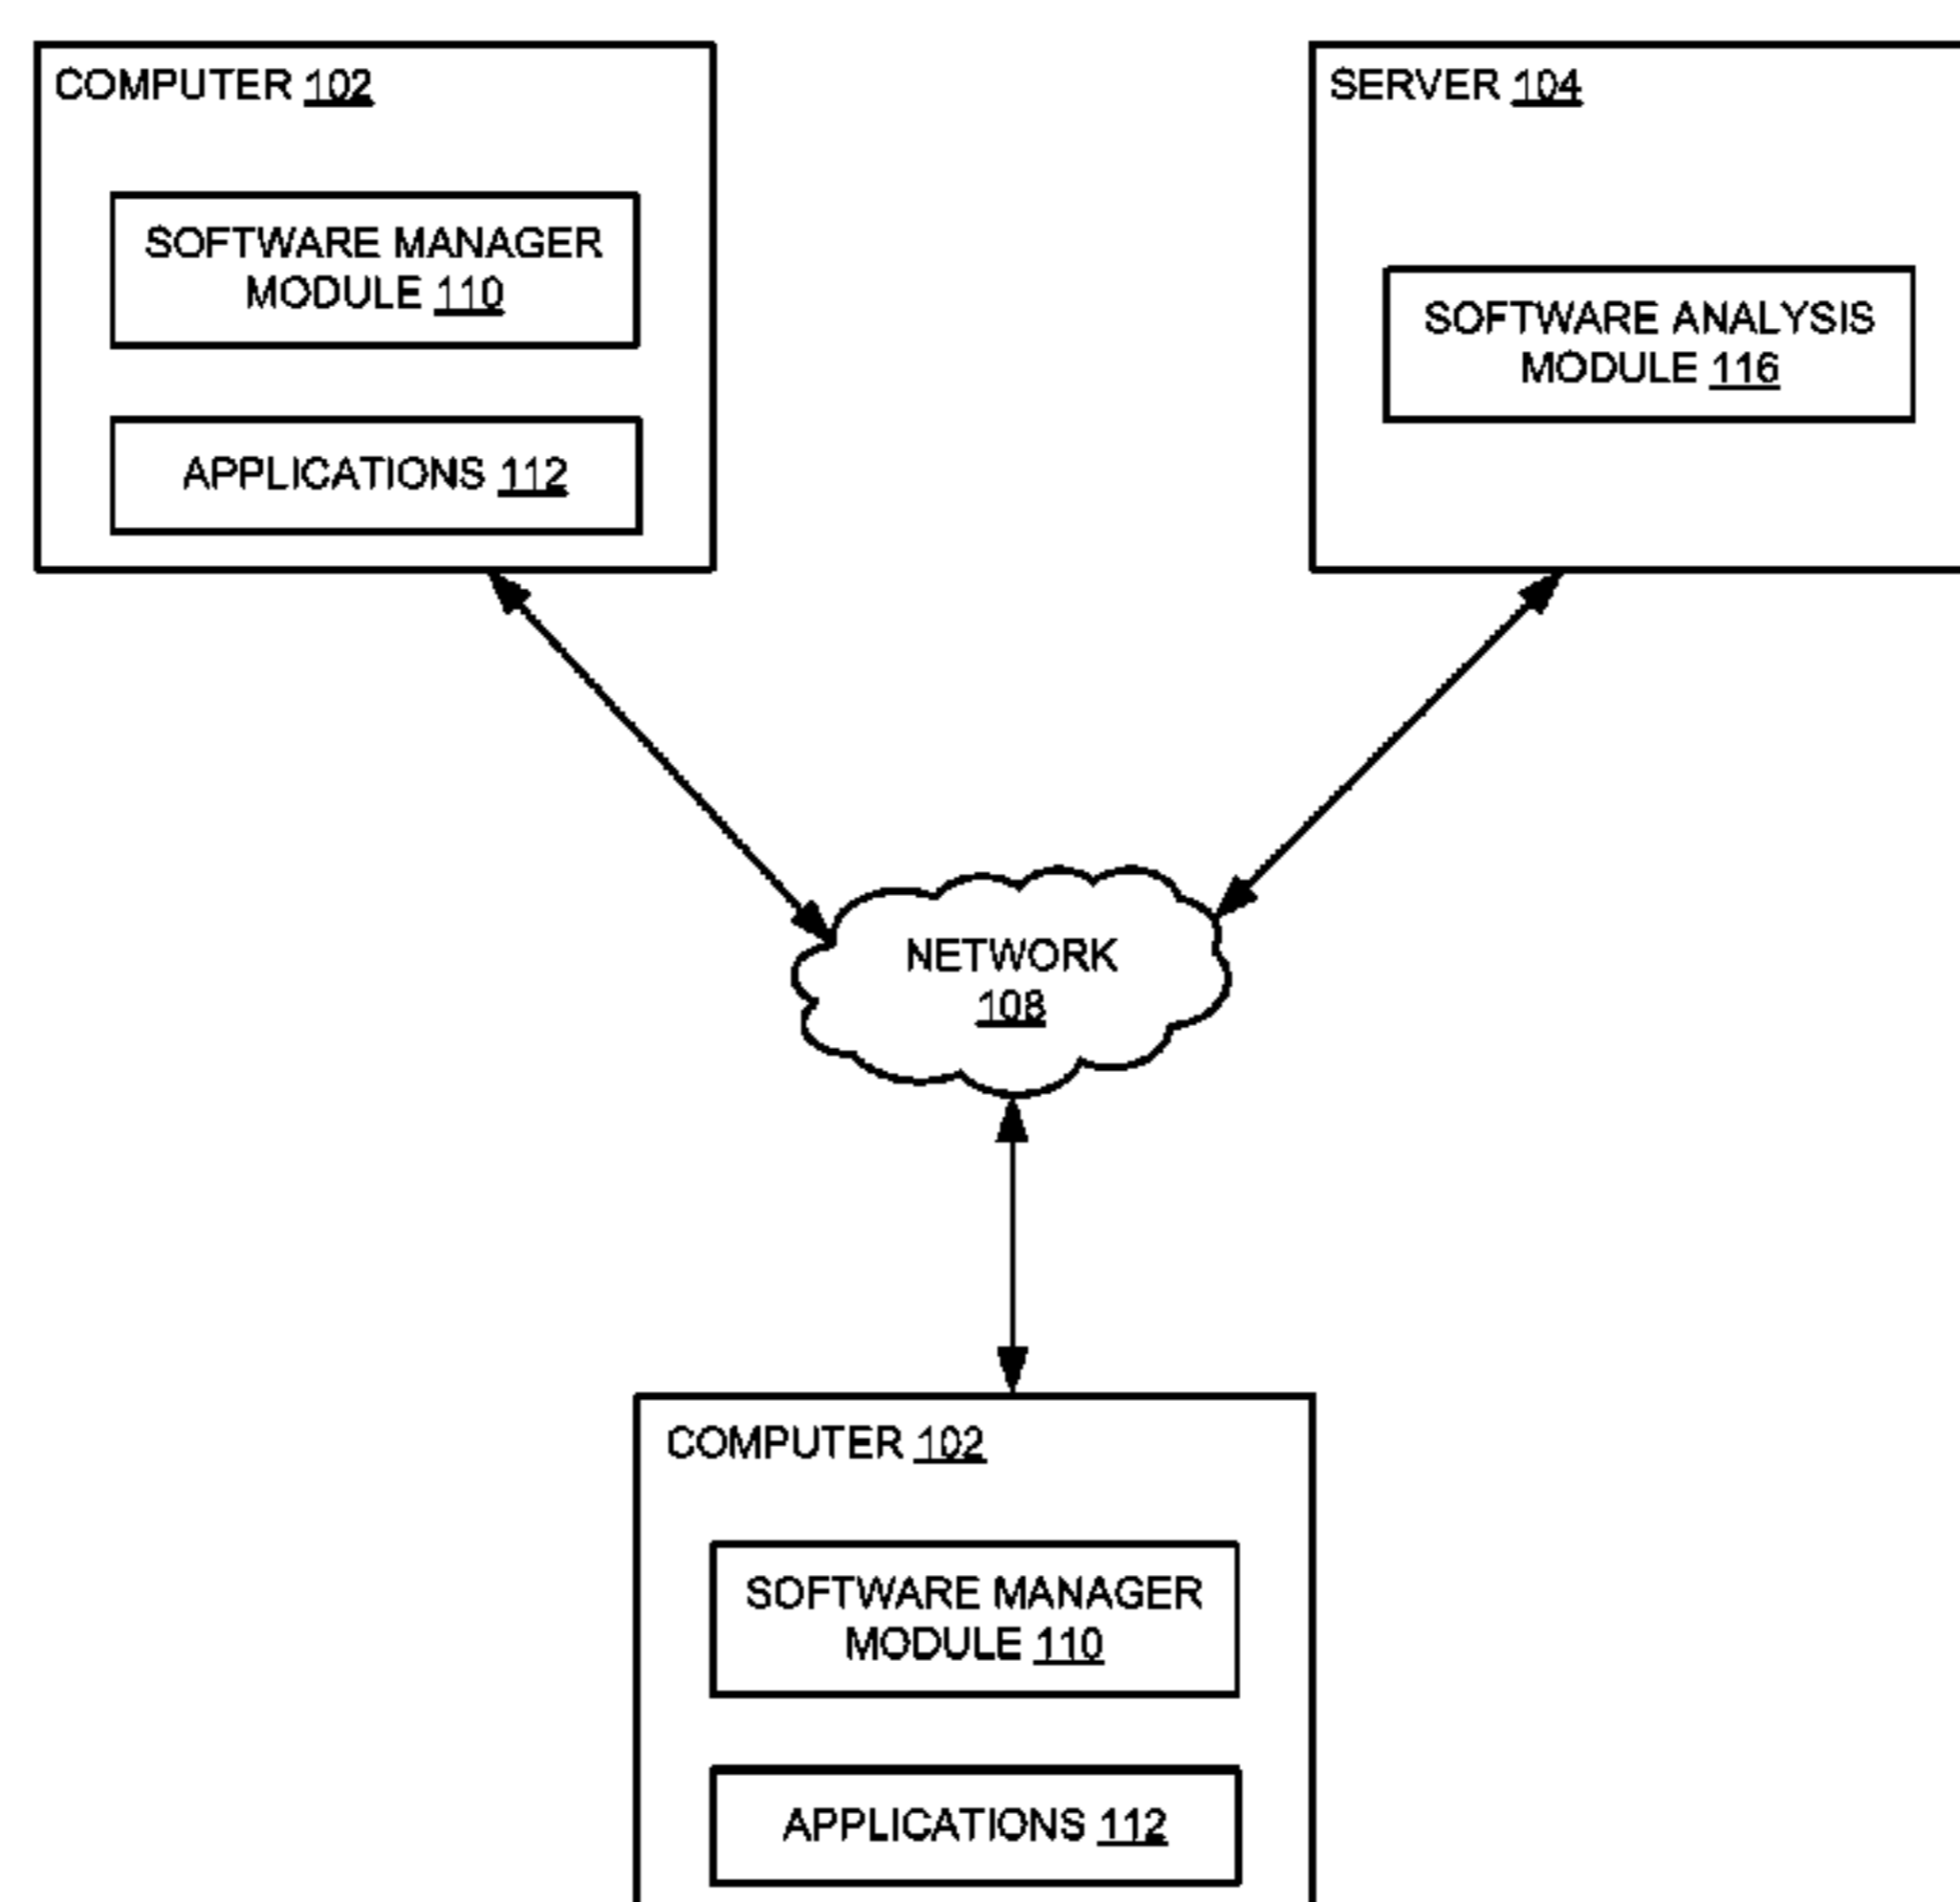 COMPUTER 102
SOFTWARE MANAGER
MODULE 110
APPLICATIONS 112
SERVER 104
SOFTWARE ANALYSIS
MODULE 116
NETWORK
108
COMPUTER 102
SOFTWARE MANAGER
MODULE 110
APPLICATIONS 112